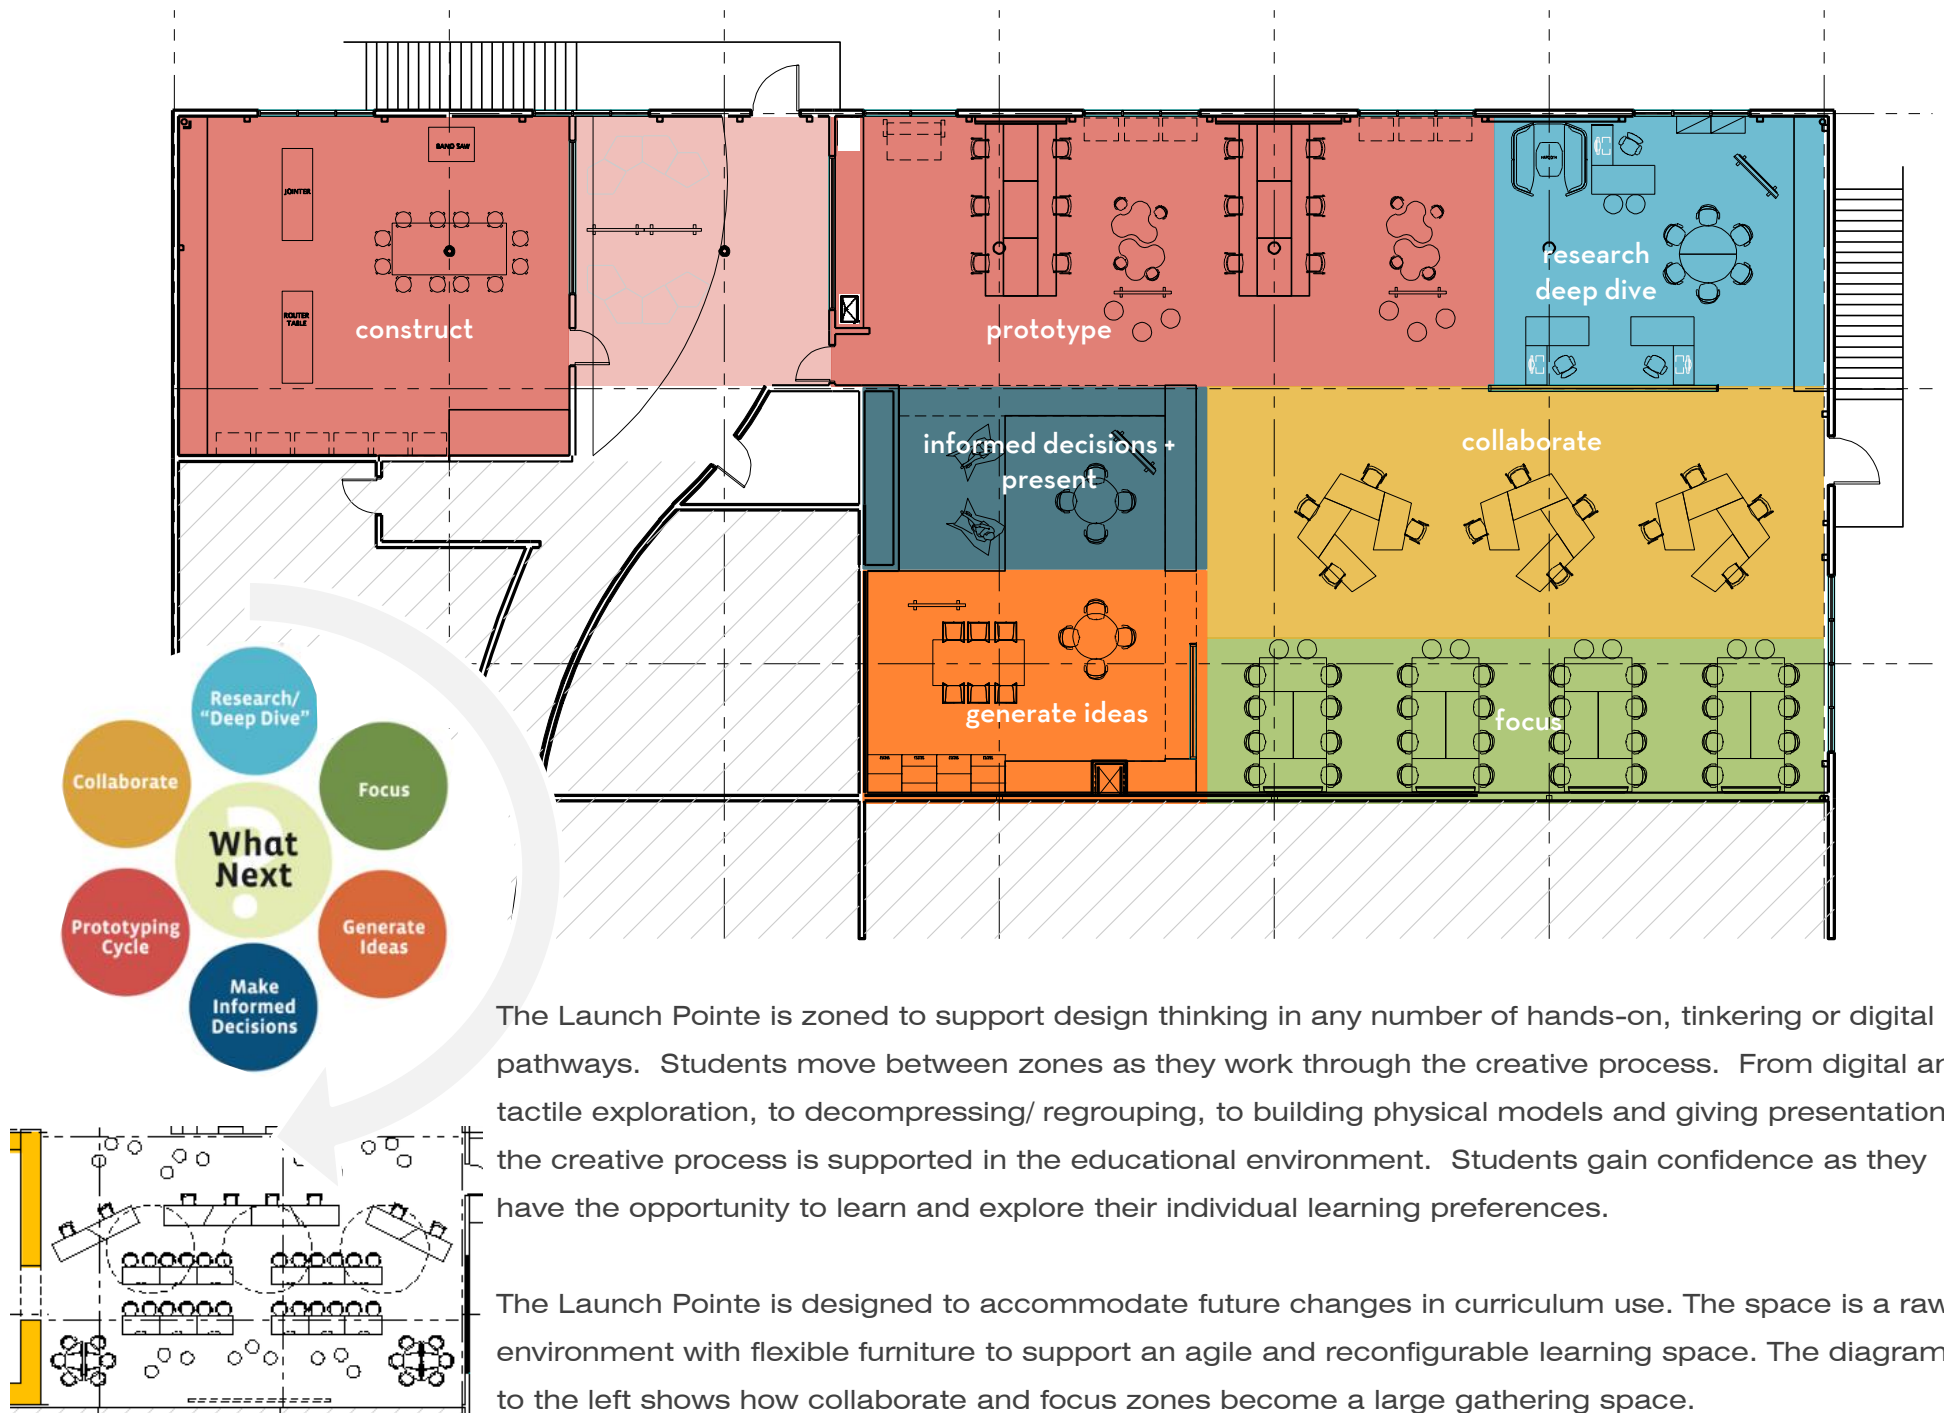 BAND SAW
JOINTER
ROUTER
TABLE
construct
prototype
research
deep dive
informed decisions +
present
collaborate
generate ideas
focus
Research/
“Deep Dive”
Collaborate
Focus
What
Next
?
Prototyping
Cycle
Generate
Ideas
Make
Informed
Decisions
The Launch Pointe is zoned to support design thinking in any number of hands-on, tinkering or digital
pathways. Students move between zones as they work through the creative process. From digital an
tactile exploration, to decompressing/ regrouping, to building physical models and giving presentation
the creative process is supported in the educational environment. Students gain confidence as they
have the opportunity to learn and explore their individual learning preferences.
The Launch Pointe is designed to accommodate future changes in curriculum use. The space is a raw
environment with flexible furniture to support an agile and reconfigurable learning space. The diagram
to the left shows how collaborate and focus zones become a large gathering space.